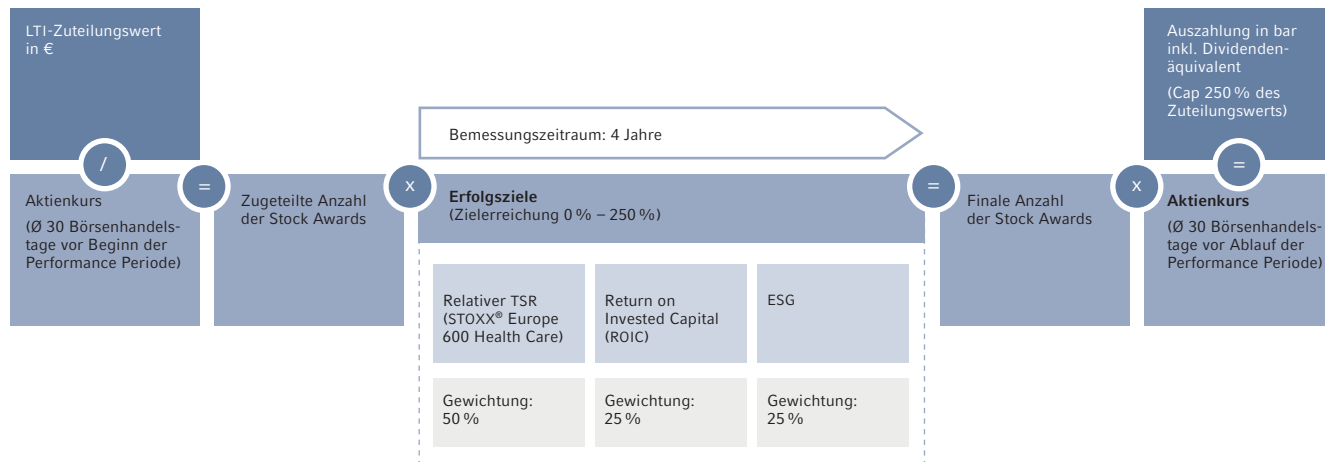 LTI-Zuteilungswert
in €
/
Aktienkurs
(Ø 30 Börsenhandels-
tage vor Beginn der
Performance Periode)
=
Zugeteilte Anzahl
der Stock Awards
x
Bemessungszeitraum: 4 Jahre
Erfolgsziele
(Zielerreichung 0 % – 250 %)
Relativer TSR
(STOXX® Europe
600 Health Care)
Gewichtung:
50 %
Return on
Invested Capital
(ROIC)
Gewichtung:
25 %
ESG
Gewichtung:
25 %
=
Finale Anzahl
der Stock Awards
x
Aktienkurs
(Ø 30 Börsenhandels-
tage vor Ablauf der
Performance Periode)
=
Auszahlung in bar
inkl. Dividenden-
äquivalent
(Cap 250 % des
Zuteilungswerts)